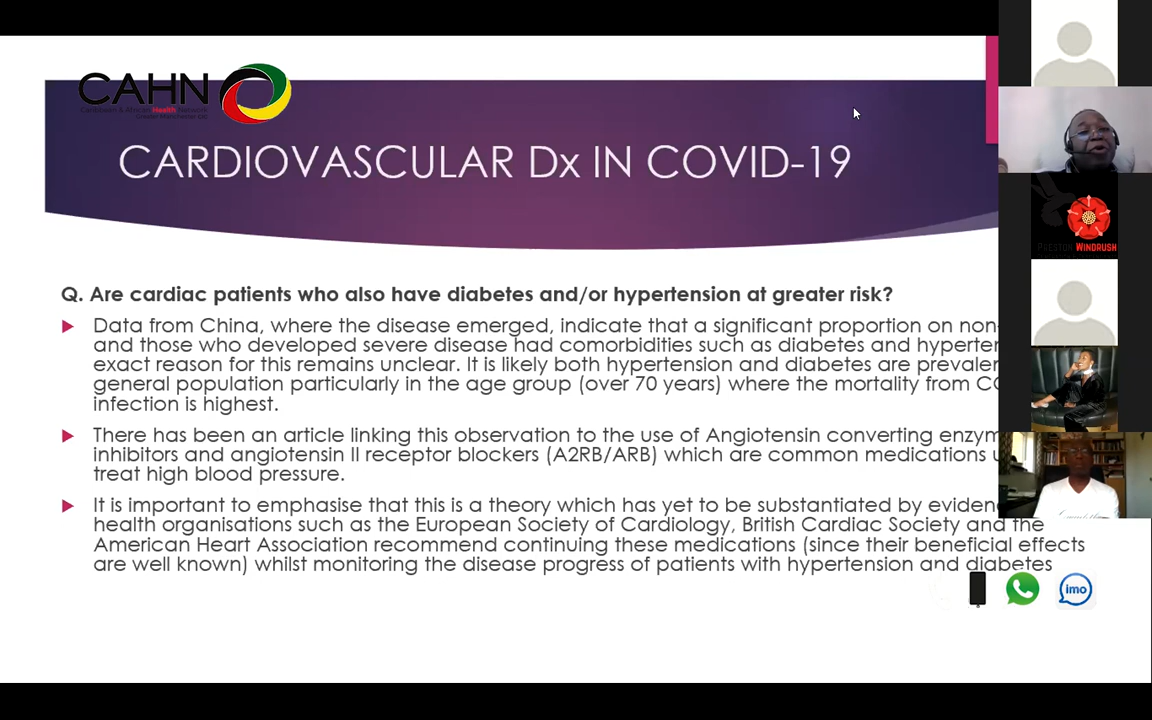 CAHN
Caribbean & African Health Network
Greater Manchester
CARDIOVASCULAR Dx IN COVID-19
PRESTON WINDRUSH
Q. Are cardiac patients who also have diabetes and/or hypertension at greater risk?
Data from China, where the disease emerged, indicate that a significant proportion on non-
and those who developed severe disease had comorbidities such as diabetes and
exact reason for this remains unclear. It is likely both hypertension and diabetes are
general population particularly in the age group (over 70 years) where the mortality from
infection is highest.
There has been an article linking this observation to the use of Angiotensin converting
inhibitors and angiotensin II receptor blockers (A2RB/ARB) which are common medications
treat high blood pressure.
It is important to emphasise that this is a theory which has yet to be substantiated by
health organisations such as the European Society of Cardiology, British Cardiac Society and the
American Heart Association recommend continuing these medications (since their beneficial effects
are well known) whilst monitoring the disease progress of patients with hypertension and diabetes
imo